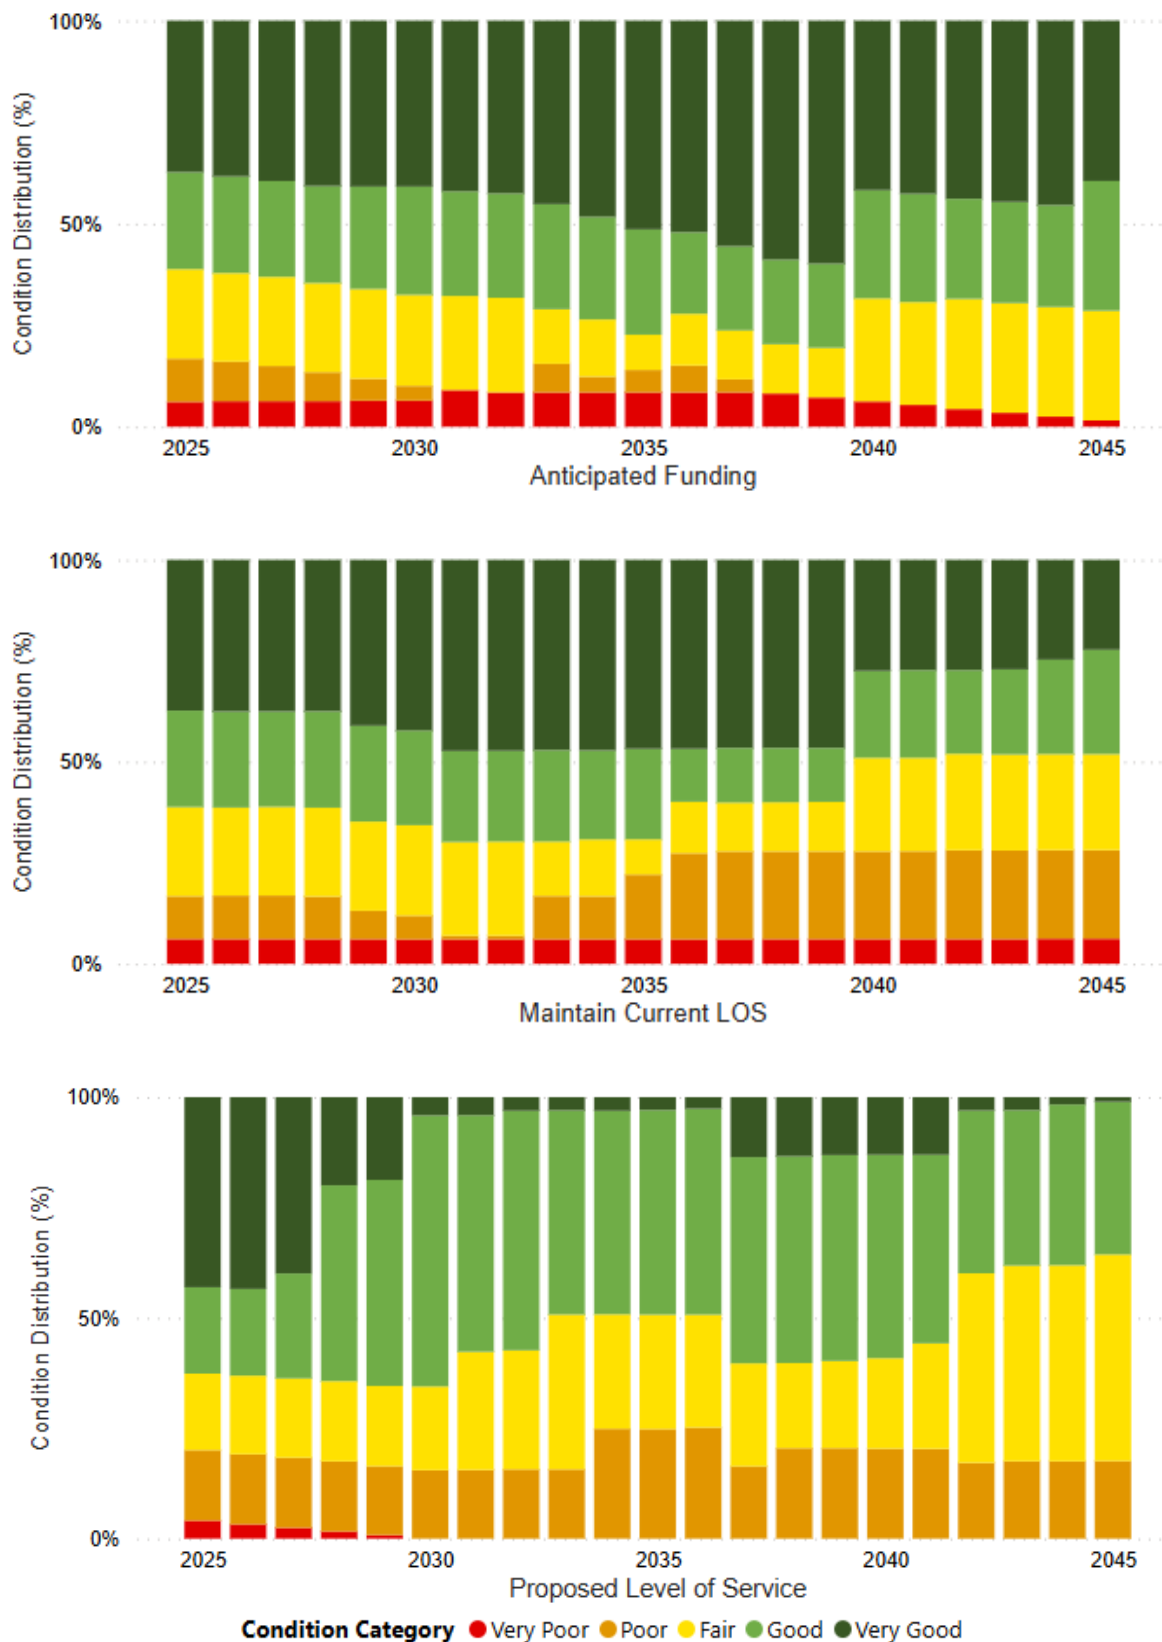 100%
Condition Distribution (%)
50%
0%
2025 2030 2035 2040 2045
Anticipated Funding
100%
Condition Distribution (%)
50%
0%
2025 2030 2035 2040 2045
Maintain Current LOS
100%
Condition Distribution (%)
50%
0%
2025 2030 2035 2040 2045
Proposed Level of Service
Condition Category Very Poor Poor Fair Good Very Good